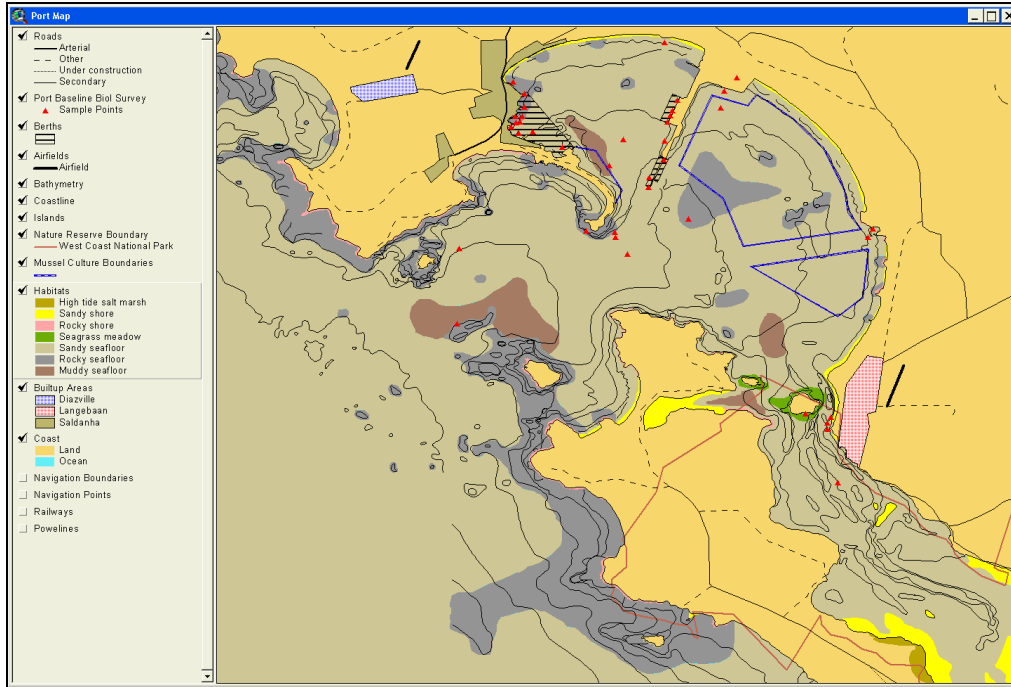 Port Map
Roads
Arterial
Other
Under construction
Secondary
Port Baseline Biol Survey
Sample Points
Berths
Airfields
Airfield
Bathymetry
Coastline
Islands
Nature Reserve Boundary
West Coast National Park
Mussel Culture Boundaries
Habitats
High tide salt marsh
Sandy shore
Rocky shore
Seagrass meadow
Sandy seafloor
Rocky seafloor
Muddy seafloor
Builtup Areas
Diazville
Langebaan
Saldanha
Coast
Land
Ocean
Navigation Boundaries
Navigation Points
Railways
Powelines